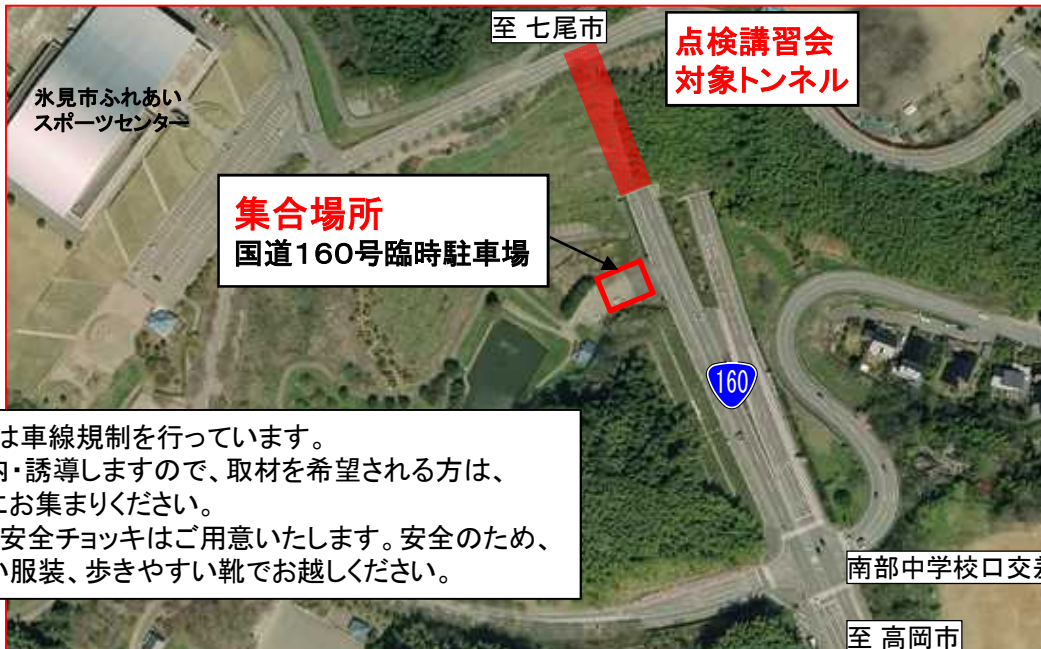 至 七尾市
点検講習会
対象トンネル
氷見市ふれあい
スポーツセンター
集合場所
国道160号臨時駐車場
160
は車線規制を行っています。
・誘導しますので、取材を希望される方は、
お集まりください。
安全チョッキはご用意いたします。安全のため、
い服装、歩きやすい靴でお越しください。
南部中学校口交
至 高岡市